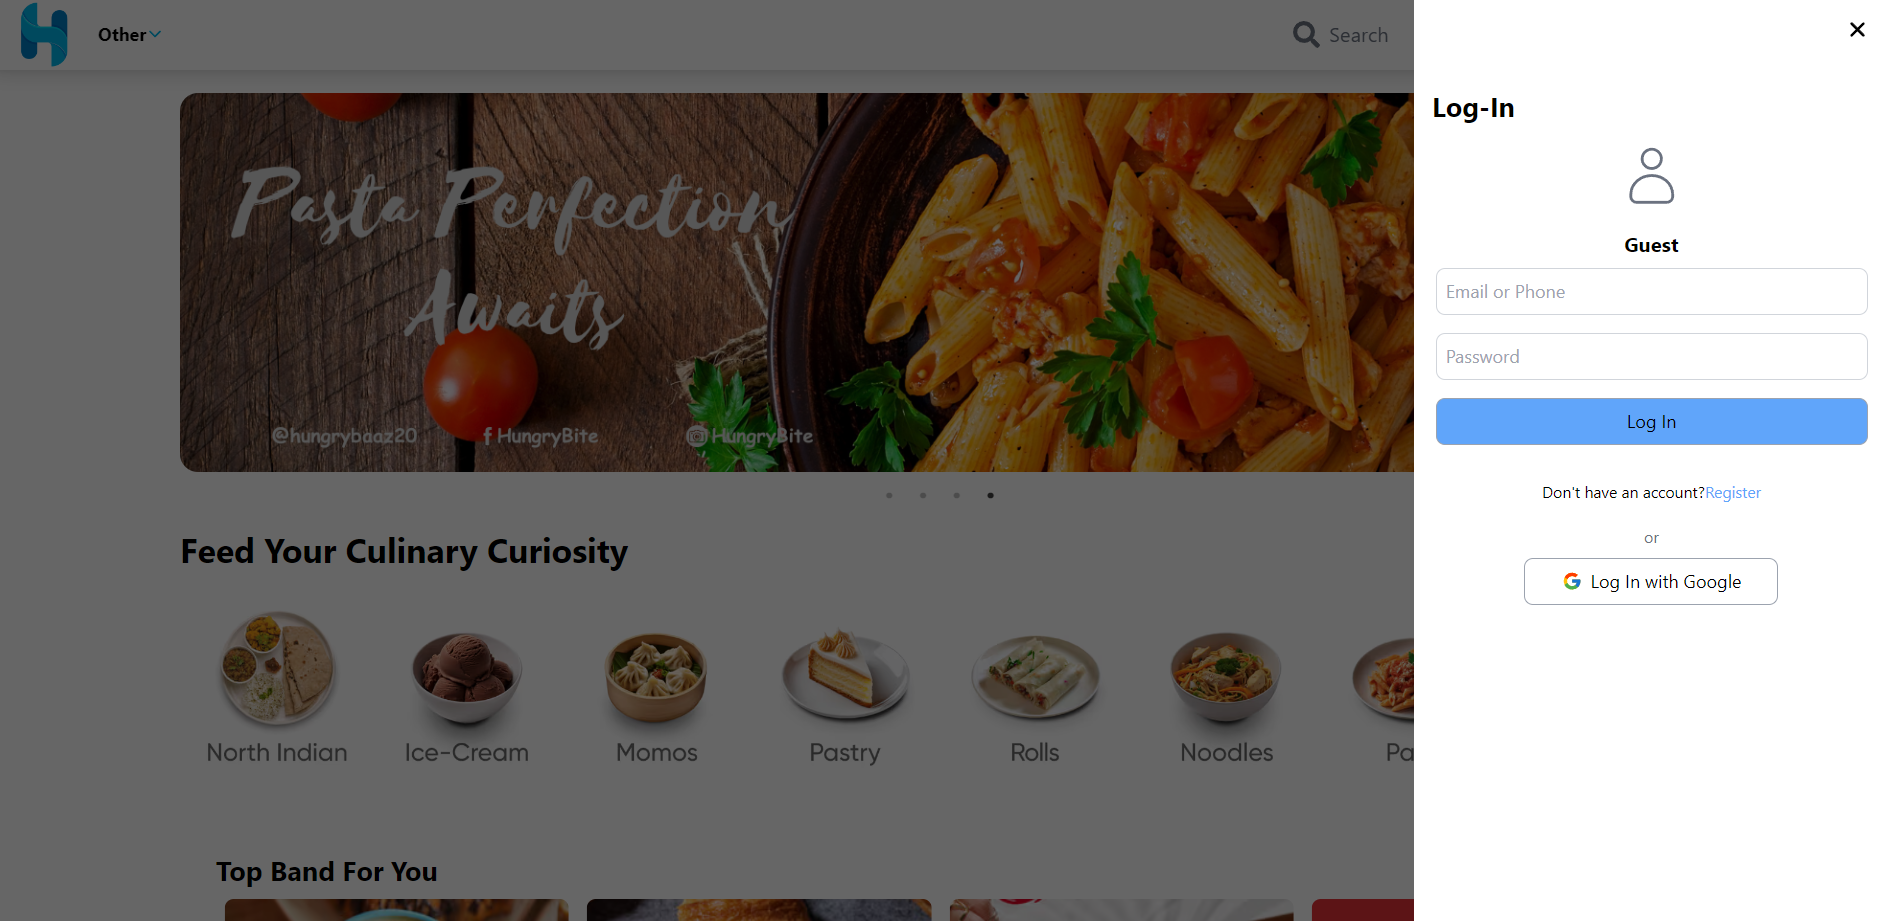 Other
Search
Pasta Perfection
Awaits
@hungrybaaz20 HungryBite HungryBite
Feed Your Culinary Curiosity
North Indian Ice-Cream Momos Pastry Rolls Noodles Pa
Top Band For You
Log-In
Guest
Email or Phone
Password
Log In
Don't have an account?Register
or
Log In with Google